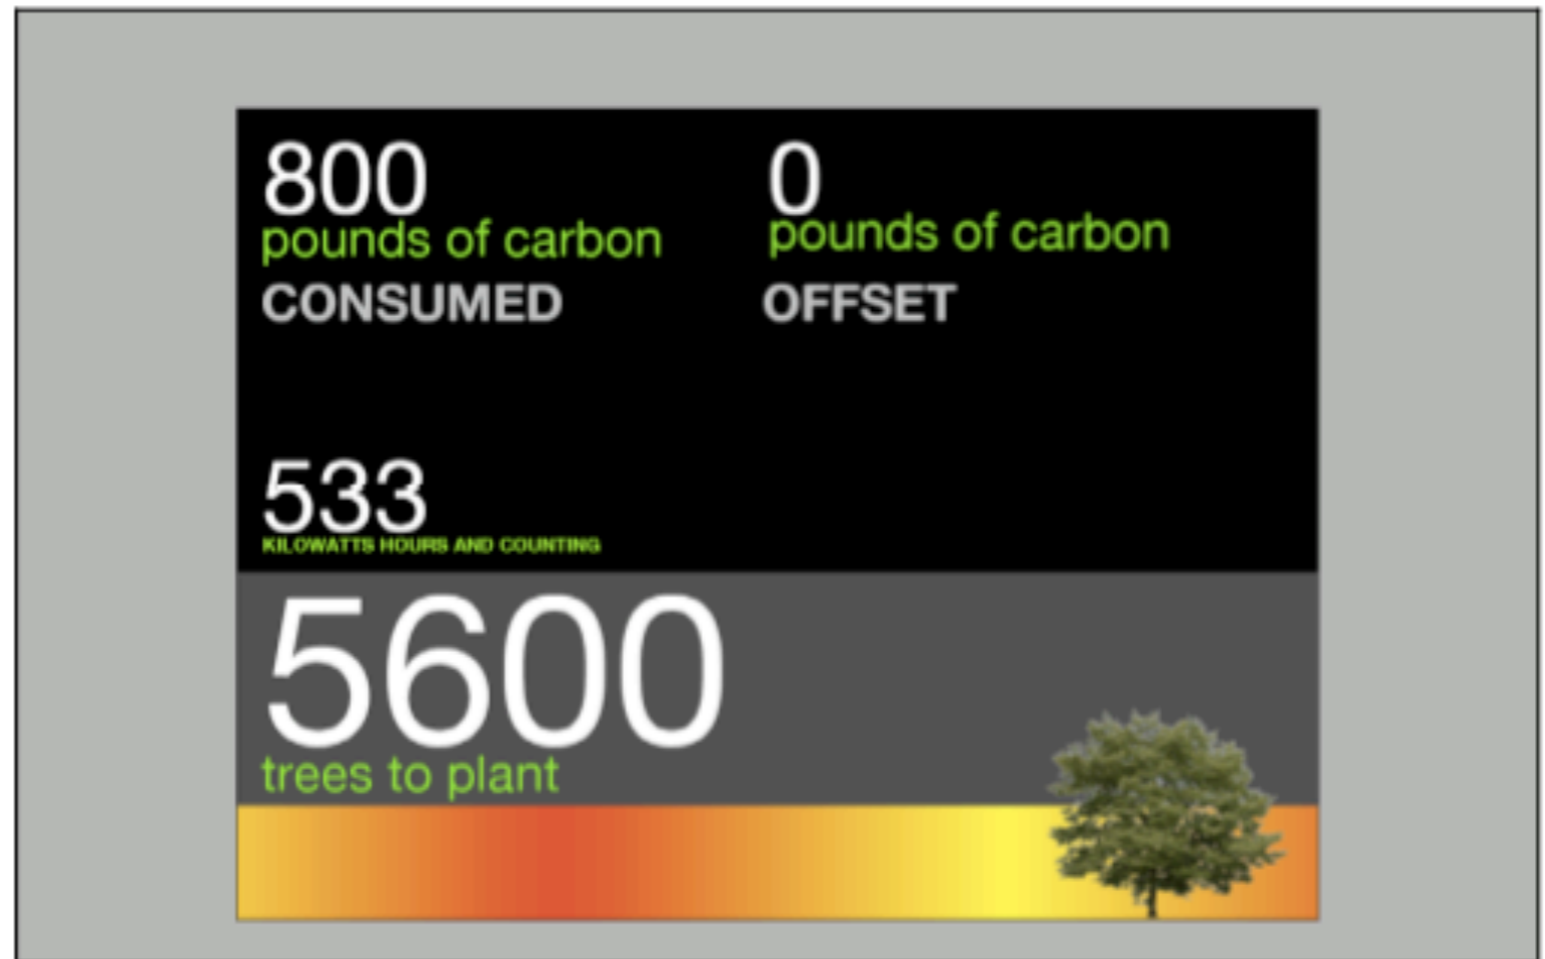 800
pounds of carbon
CONSUMED
0
pounds of carbon
OFFSET
533
KILOWATTS HOURS AND COUNTING
5600
trees to plant